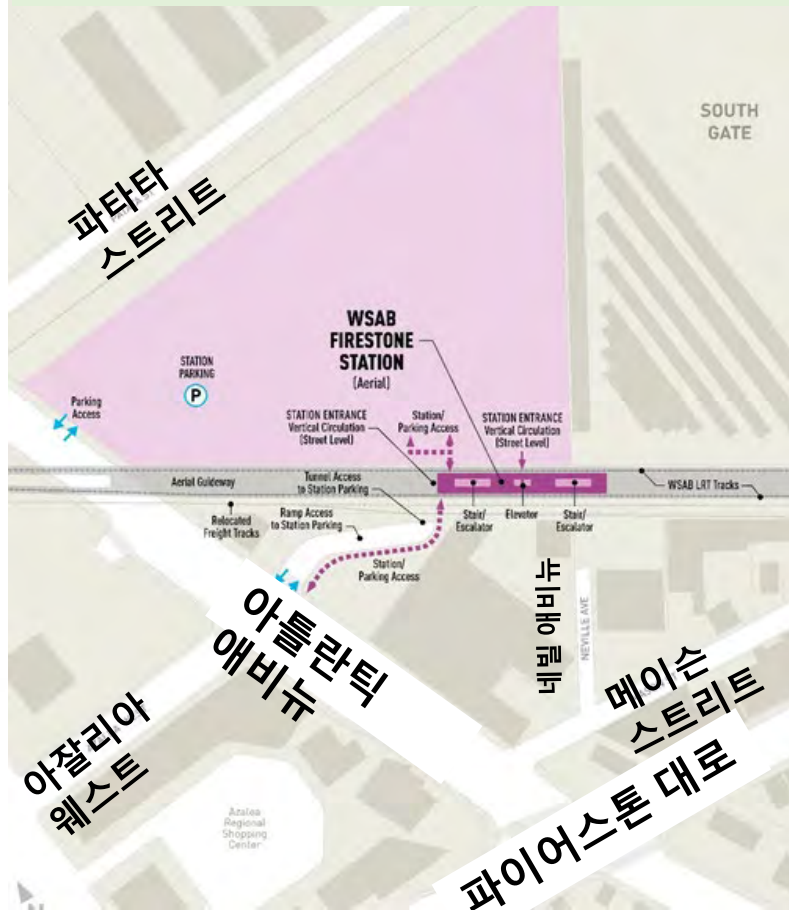 SOUTH
GATE
파타타
스트리트
WSAB
FIRESTONE
STATION
(Aerial)
STATION
PARKING
P
Parking
Access
STATION ENTRANCE
Vertical Circulation
(Street Level)
Station/
Parking Access
STATION ENTRANCE
Vertical Circulation
(Street Level)
Aerial Guideway
Tunnel Access
to Station Parking
WSAB LRT Tracks
Relocated
Freight Tracks
Ramp Access
to Station Parking
Stair/
Escalator
Elevator
Stair/
Escalator
Station/
Parking Access
네빌 애비뉴
NEVILLE AVE
아틀란틱
애비뉴
메이슨
스트리트
아잘리아
웨스트
파이어스톤 대로
Azalea
Regional
Shopping
Center
N